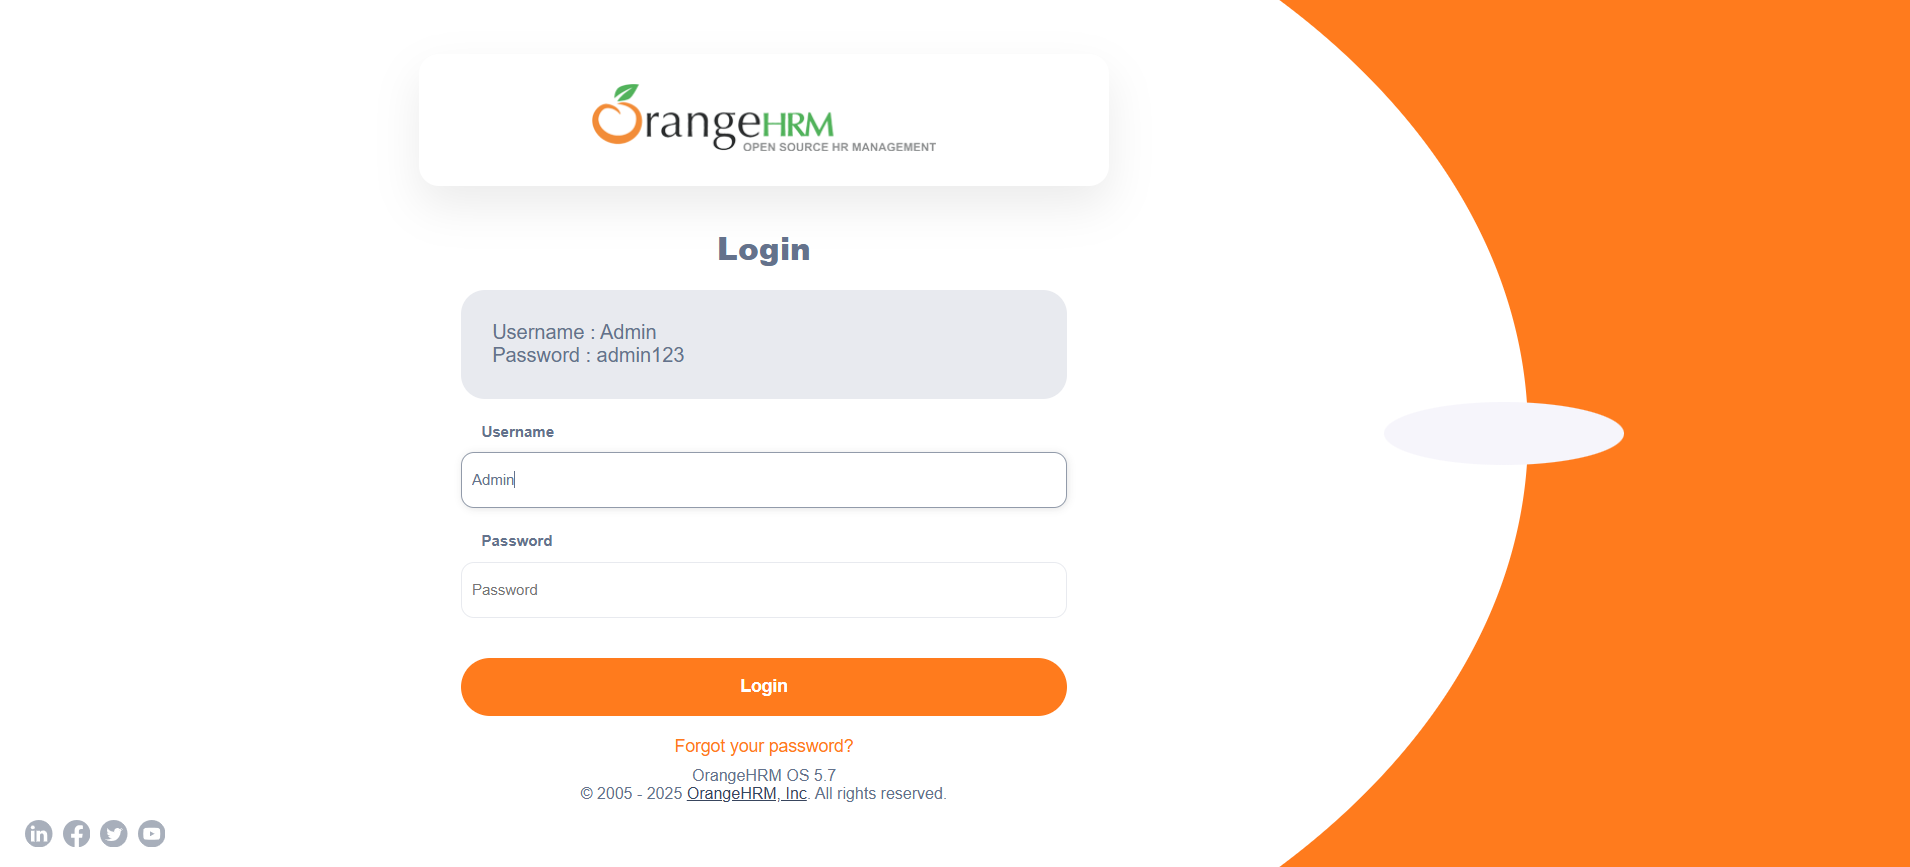 OrangeHRM
OPEN SOURCE HR MANAGEMENT
Login
Username : Admin
Password : admin123
Username
Admin
Password
Password
Login
Forgot your password?
OrangeHRM OS 5.7
© 2005 - 2025 OrangeHRM, Inc. All rights reserved.